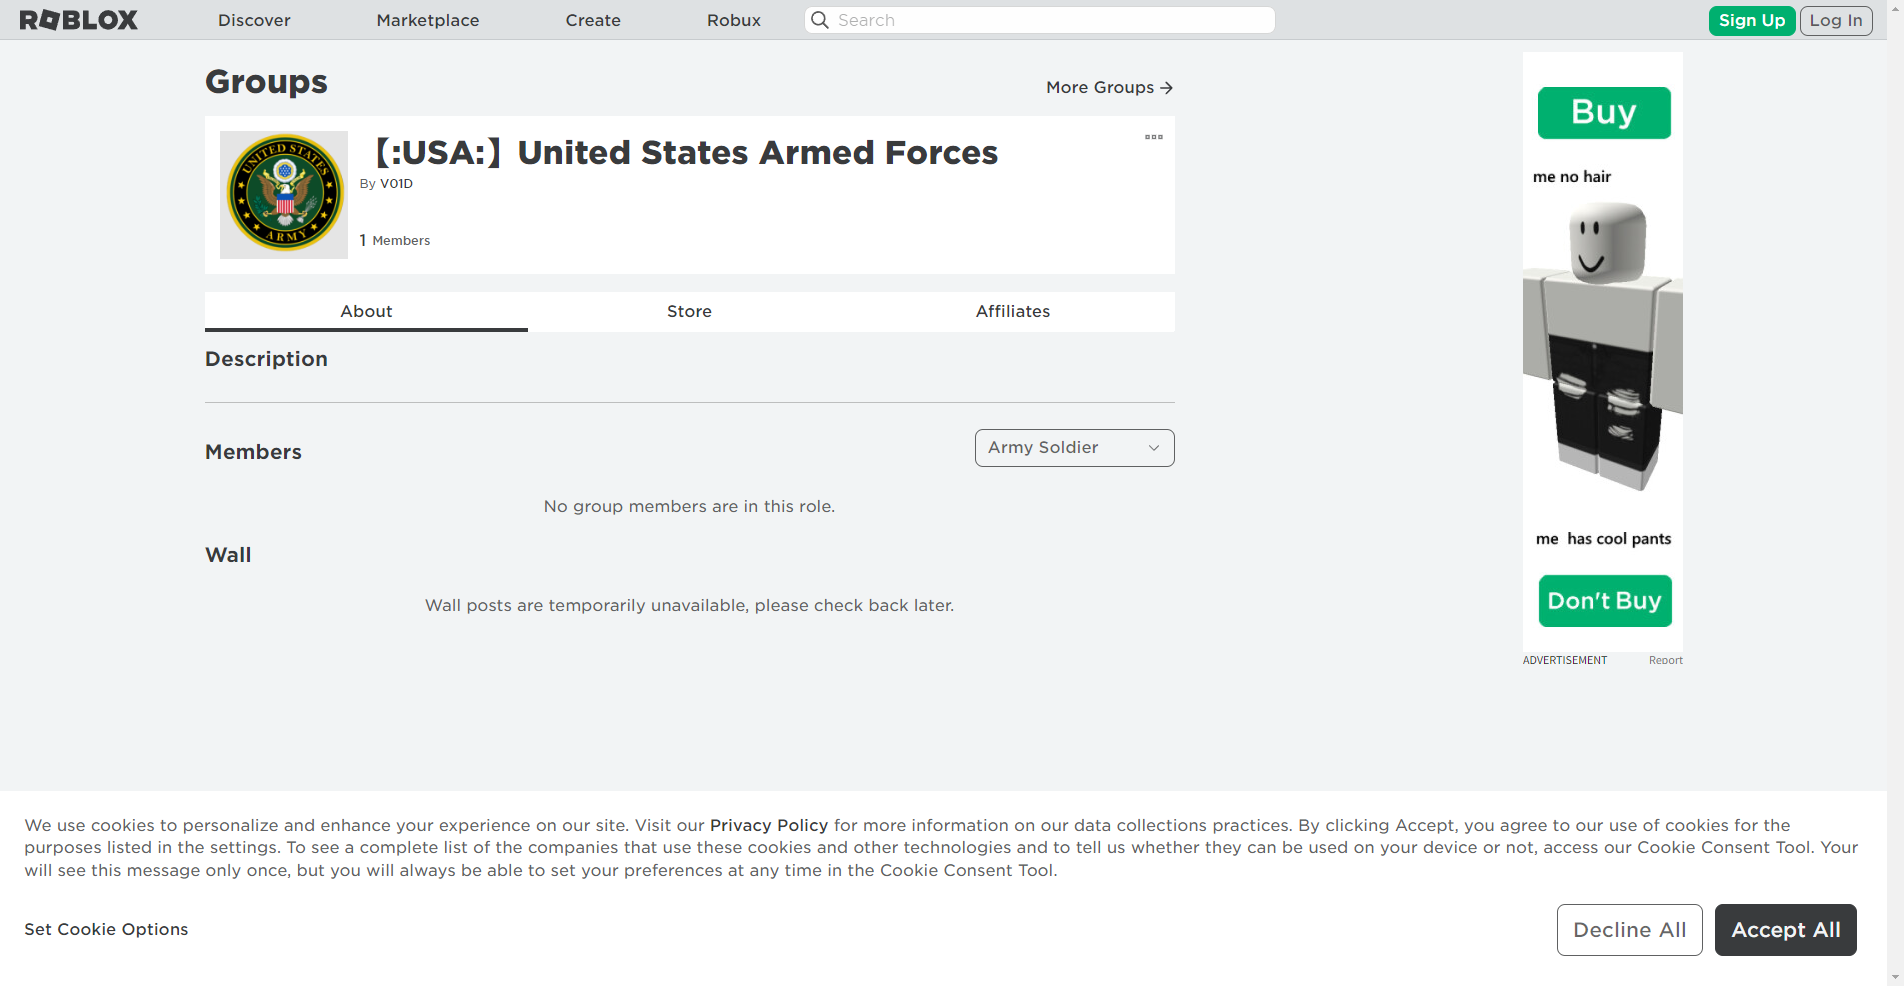 ROBLOX
Discover
Marketplace
Create
Robux
Search
Sign Up
Log In
Groups
More Groups
UNITED STATES
ARMY
【:USA:】United States Armed Forces
By V01D
1 Members
About
Store
Affiliates
Description
Members
Army Soldier
No group members are in this role.
Wall
Wall posts are temporarily unavailable, please check back later.
Buy
me no hair
me has cool pants
Don't Buy
ADVERTISEMENT
Report
We use cookies to personalize and enhance your experience on our site. Visit our Privacy Policy for more information on our data collections practices. By clicking Accept, you agree to our use of cookies for the
purposes listed in the settings. To see a complete list of the companies that use these cookies and other technologies and to tell us whether they can be used on your device or not, access our Cookie Consent Tool. Your
will see this message only once, but you will always be able to set your preferences at any time in the Cookie Consent Tool.
Set Cookie Options
Decline All
Accept All